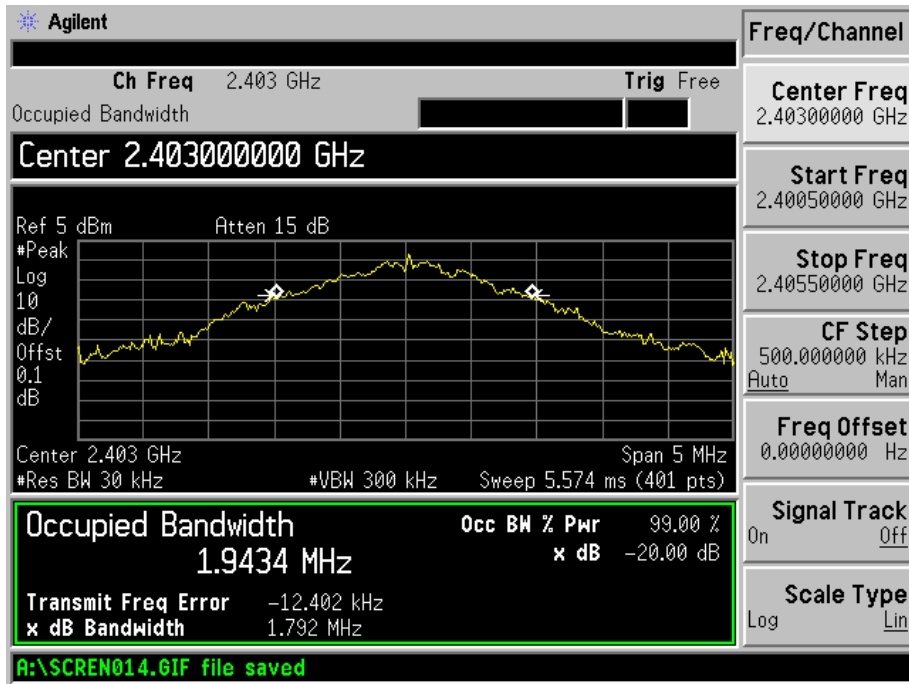 Agilent
Ch Freq 2.403 GHz Trig Free
Occupied Bandwidth
Center 2.403000000 GHz
Ref 5 dBm Atten 15 dB
#Peak
Log
10
dB/
Offst
0.1
dB
Center 2.403 GHz Span 5 MHz
#Res BW 30 kHz #VBW 300 kHz Sweep 5.574 ms (401 pts)
Occupied Bandwidth Occ BW % Pwr 99.00 %
1.9434 MHz x dB -20.00 dB
Transmit Freq Error -12.402 kHz
x dB Bandwidth 1.792 MHz
A:\SCREN014.GIF file saved
Freq/Channel
Center Freq
2.40300000 GHz
Start Freq
2.40050000 GHz
Stop Freq
2.40550000 GHz
CF Step
500.000000 kHz
Auto Man
Freq Offset
0.00000000 Hz
Signal Track
On Off
Scale Type
Log Lin